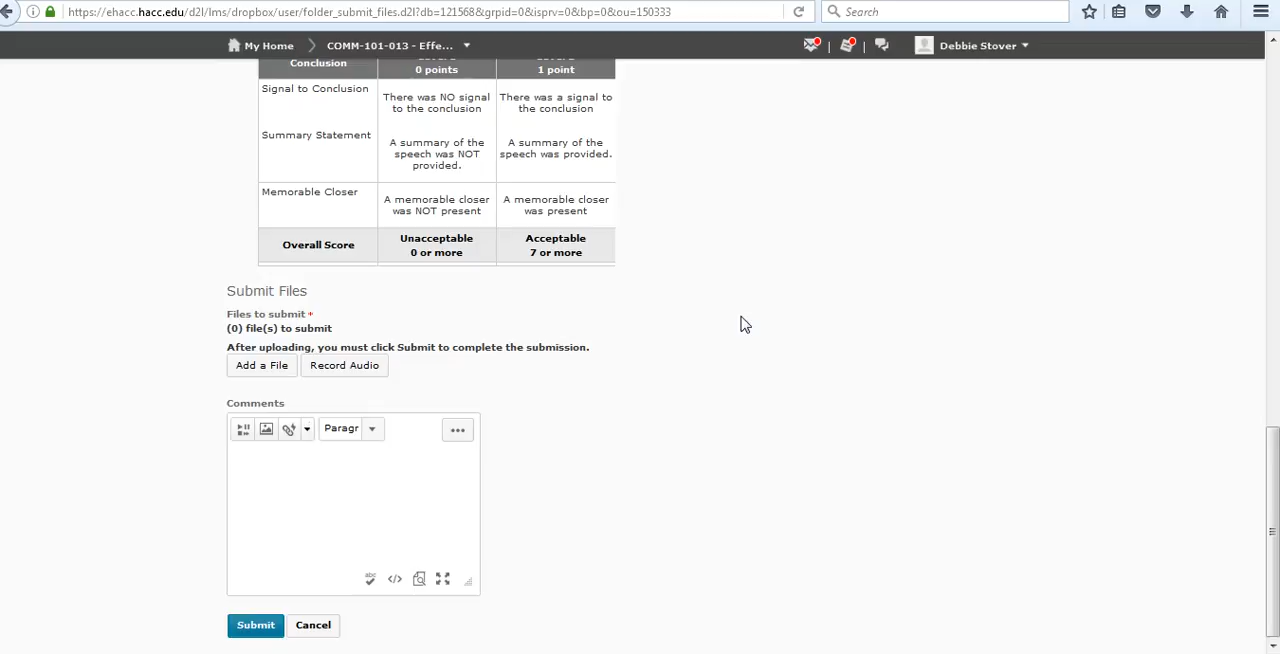 https://ehacc.hacc.edu/d2l/lms/dropbox/user/folder_submit_files.d2l?db=121568&grpid=0&isprv=0&bp=0&ou=150333
Search
My Home
COMM-101-013 - Effe...
Debbie Stover
Conclusion
0 points
1 point
Signal to Conclusion
There was NO signal to the conclusion
There was a signal to the conclusion
Summary Statement
A summary of the speech was NOT provided.
A summary of the speech was provided.
Memorable Closer
A memorable closer was NOT present
A memorable closer was present
Overall Score
Unacceptable
0 or more
Acceptable
7 or more
Submit Files
Files to submit *
(0) file(s) to submit
After uploading, you must click Submit to complete the submission.
Add a File
Record Audio
Comments
Paragr
abc
Submit
Cancel